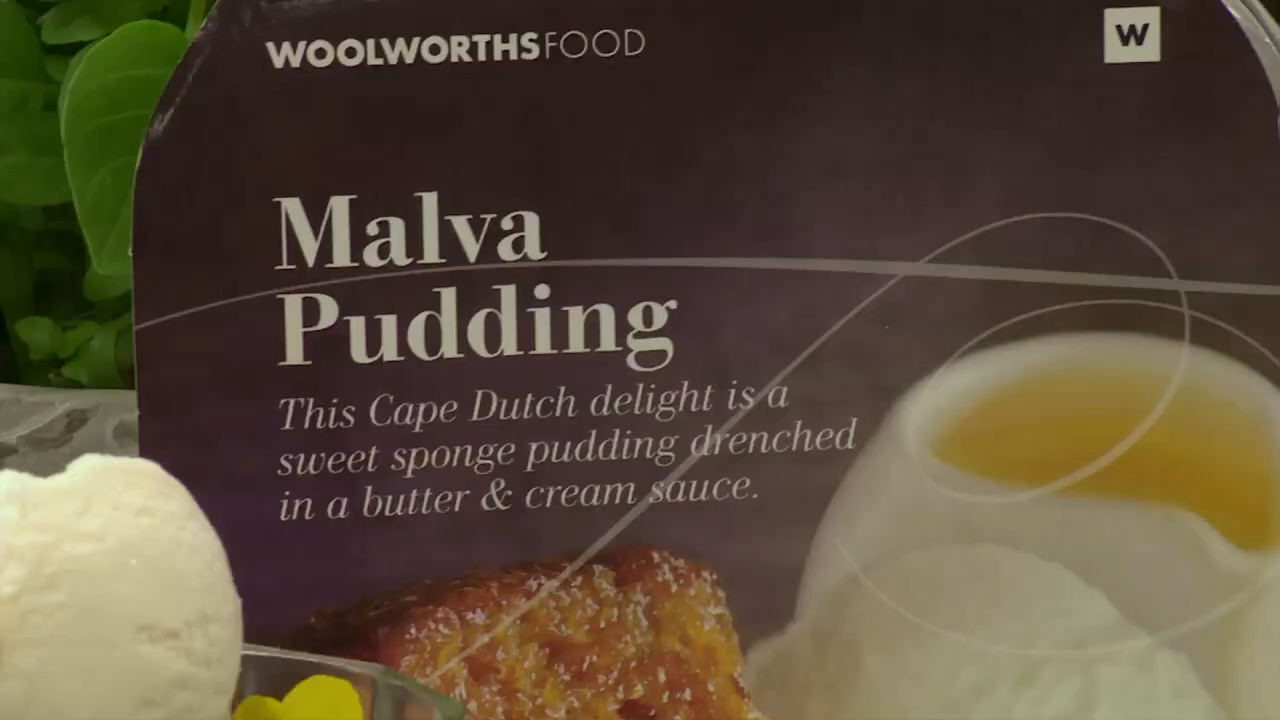 WOOLWORTHSFOOD
W
Malva
Pudding
This Cape Dutch delight is a
sweet sponge pudding drenched
in a butter & cream sauce.